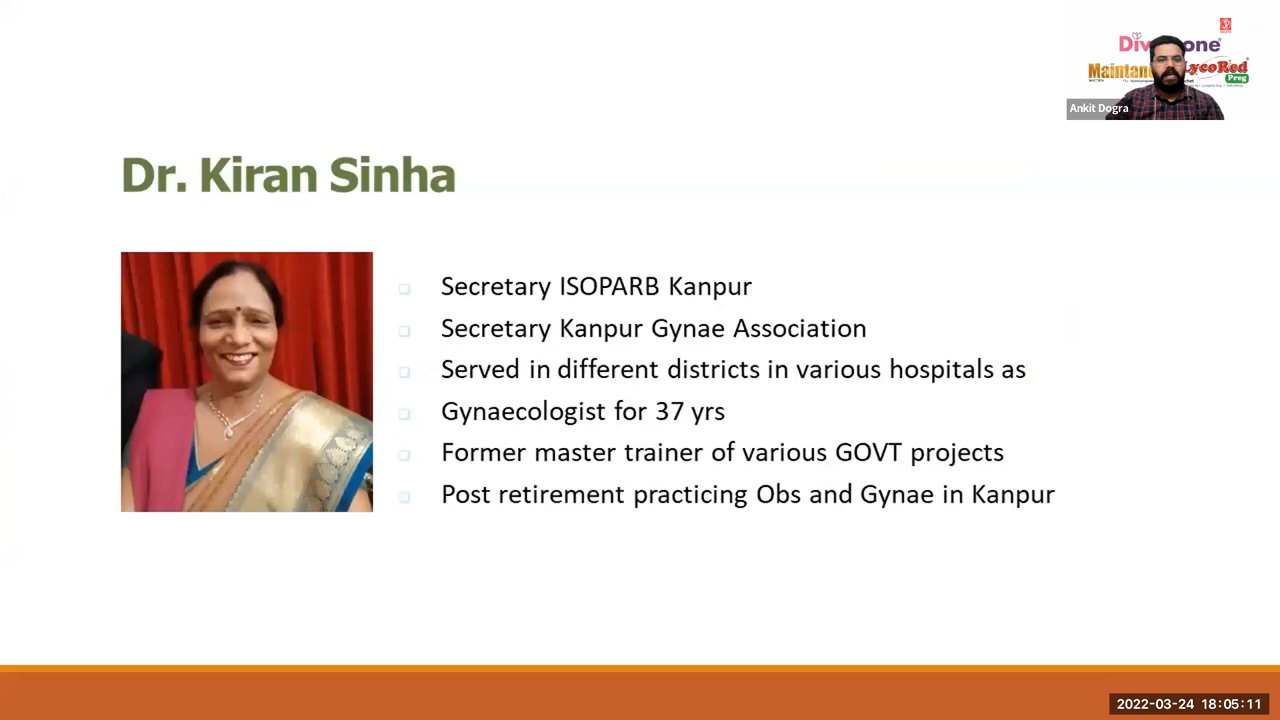 Ankit Dogra
Dr. Kiran Sinha
Secretary ISOPARB Kanpur
Secretary Kanpur Gynae Association
Served in different districts in various hospitals as
Gynaecologist for 37 yrs
Former master trainer of various GOVT projects
Post retirement practicing Obs and Gynae in Kanpur
2022-03-24 18:05:11